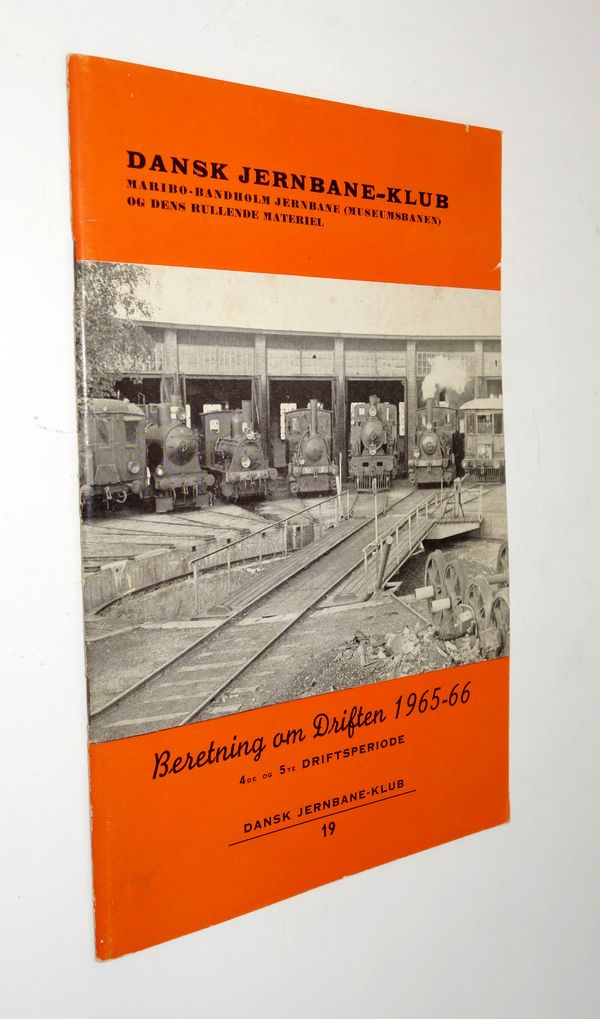 DANSK JERNBANE-KLUB
MARIBO-BANDHOLM JERNBANE (MUSEUMSBANEN)
OG DENS RULLENDE MATERIEL
Beretning om Driften 1965-66
4DE OG 5TE DRIFTSPERIODE
DANSK JERNBANE-KLUB
19